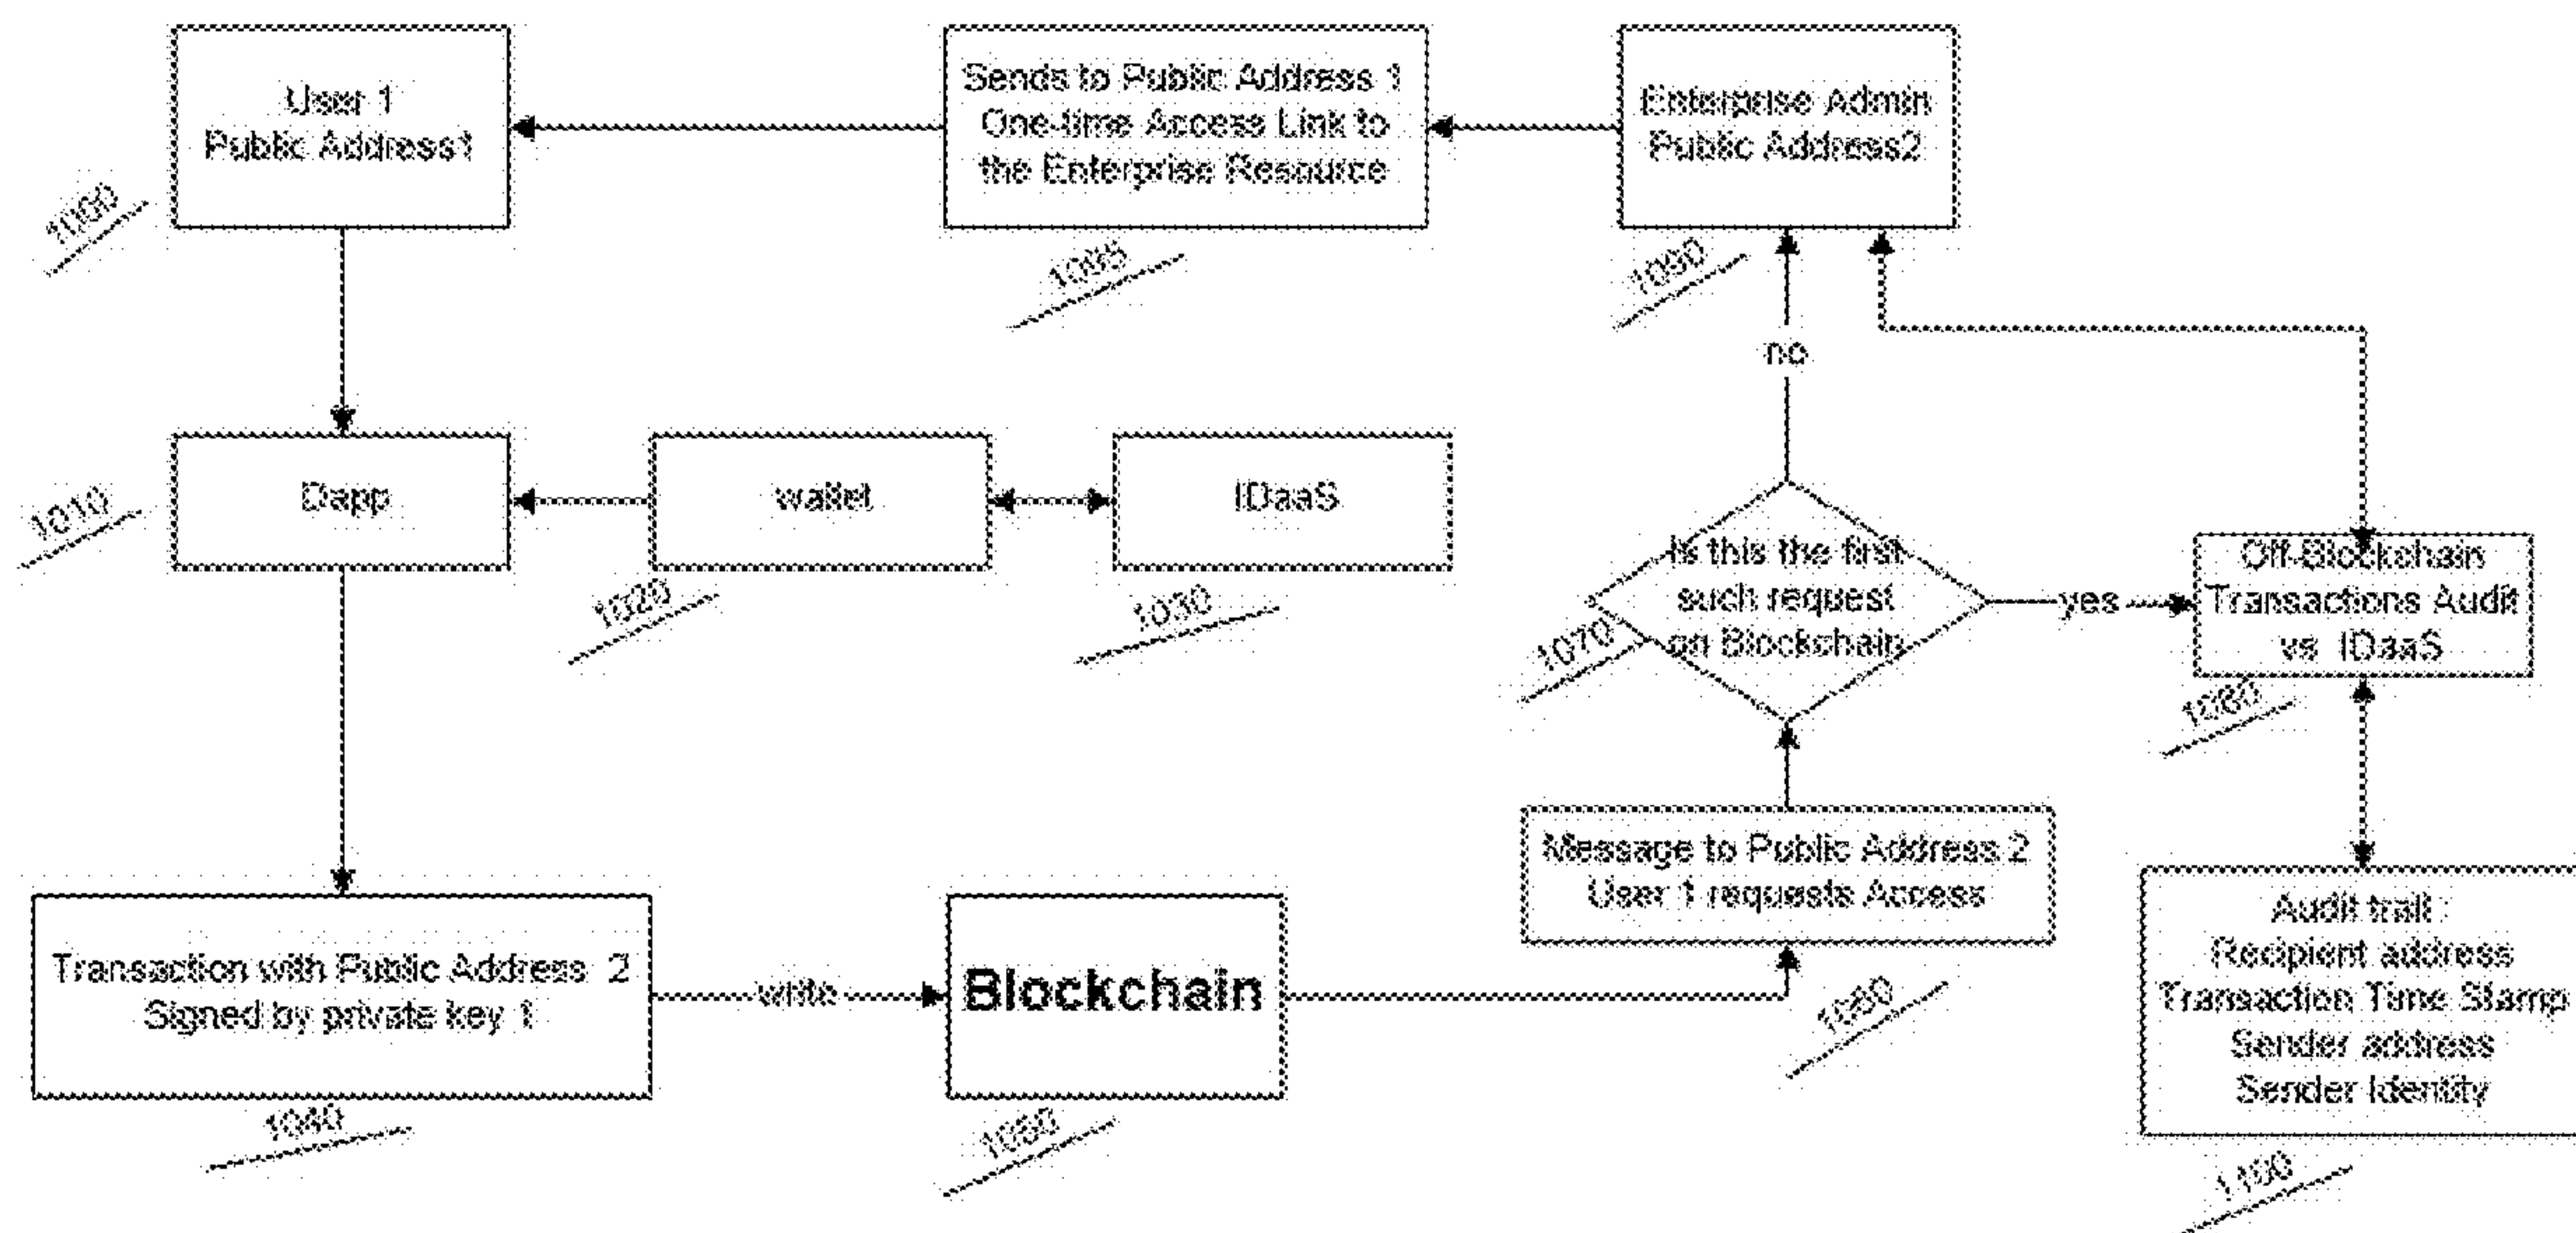 User 1
Public Address1
1000
Sends to Public Address 1
One-time Access Link to
the Enterprise Resource
1095
Enterprise Admin
Public Address2
1090
no
Dapp
1010
wallet
1020
IDaaS
1030
Is this the first
such request
on Blockchain
1070
yes
Off-Blockchain
Transactions Audit
vs IDaaS
Message to Public Address 2
User 1 requests Access
Transaction with Public Address 2
Signed by private key 1
1040
write
Blockchain
Audit trail :
Recipient address
Transaction Time Stamp
Sender address
Sender Identity
1100